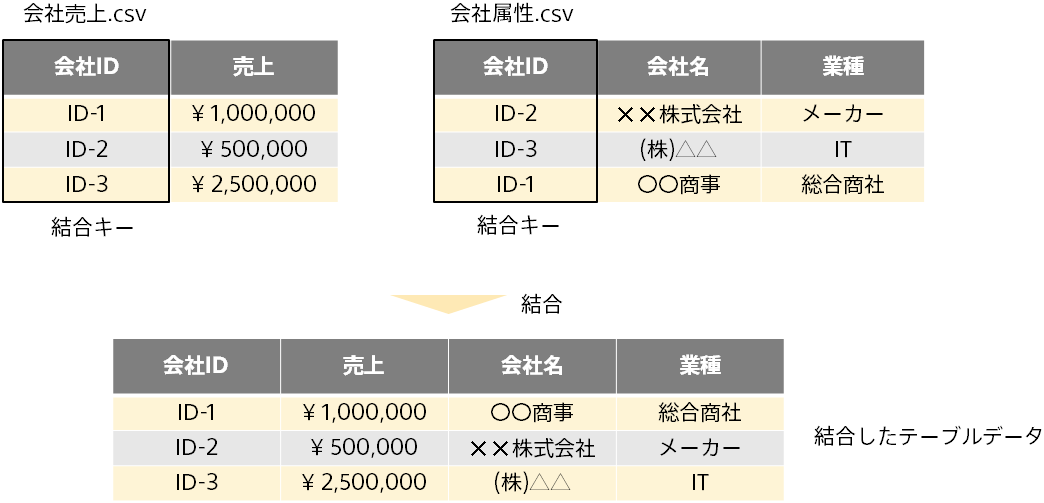 会社売上.csv
会社ID 売上
ID-1 ¥1,000,000
ID-2 ¥ 500,000
ID-3 ¥2,500,000
結合キー
会社属性.csv
会社ID 会社名 業種
ID-2 ××株式会社 メーカー
ID-3 (株)△△ IT
ID-1 〇〇商事 総合商社
結合キー
結合
会社ID 売上 会社名 業種
ID-1 ¥1,000,000 〇〇商事 総合商社
ID-2 ¥ 500,000 ××株式会社 メーカー
ID-3 ¥2,500,000 (株)△△ IT
結合したテーブルデータ